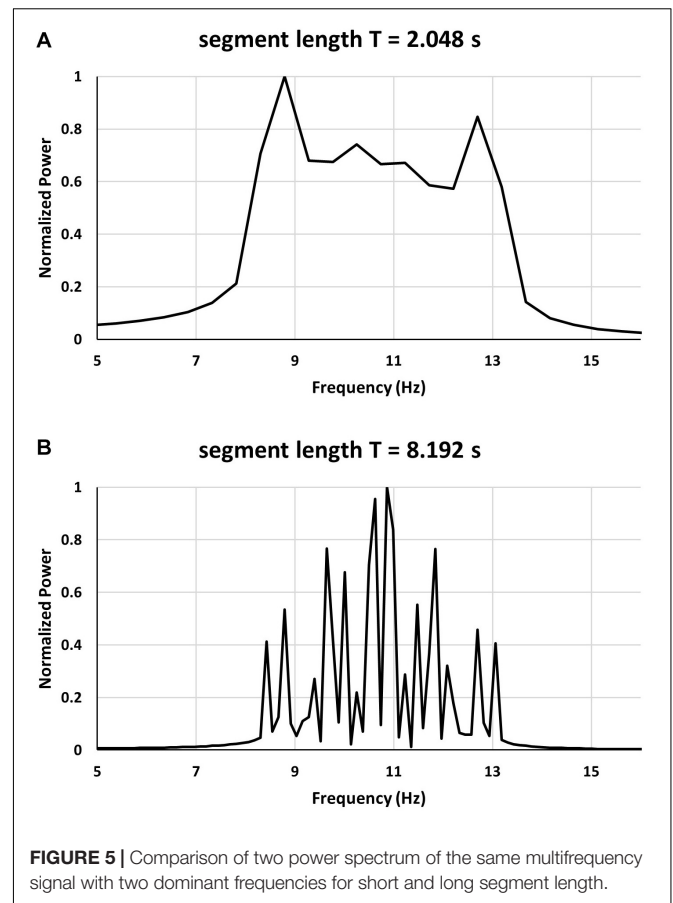 A
segment length T = 2.048 s
Normalized Power
1
0.8
0.6
0.4
0.2
0
5 7 9 11 13 15
Frequency (Hz)
B
segment length T = 8.192 s
Normalized Power
1
0.8
0.6
0.4
0.2
0
5 7 9 11 13 15
Frequency (Hz)
FIGURE 5 | Comparison of two power spectrum of the same multifrequency
signal with two dominant frequencies for short and long segment length.